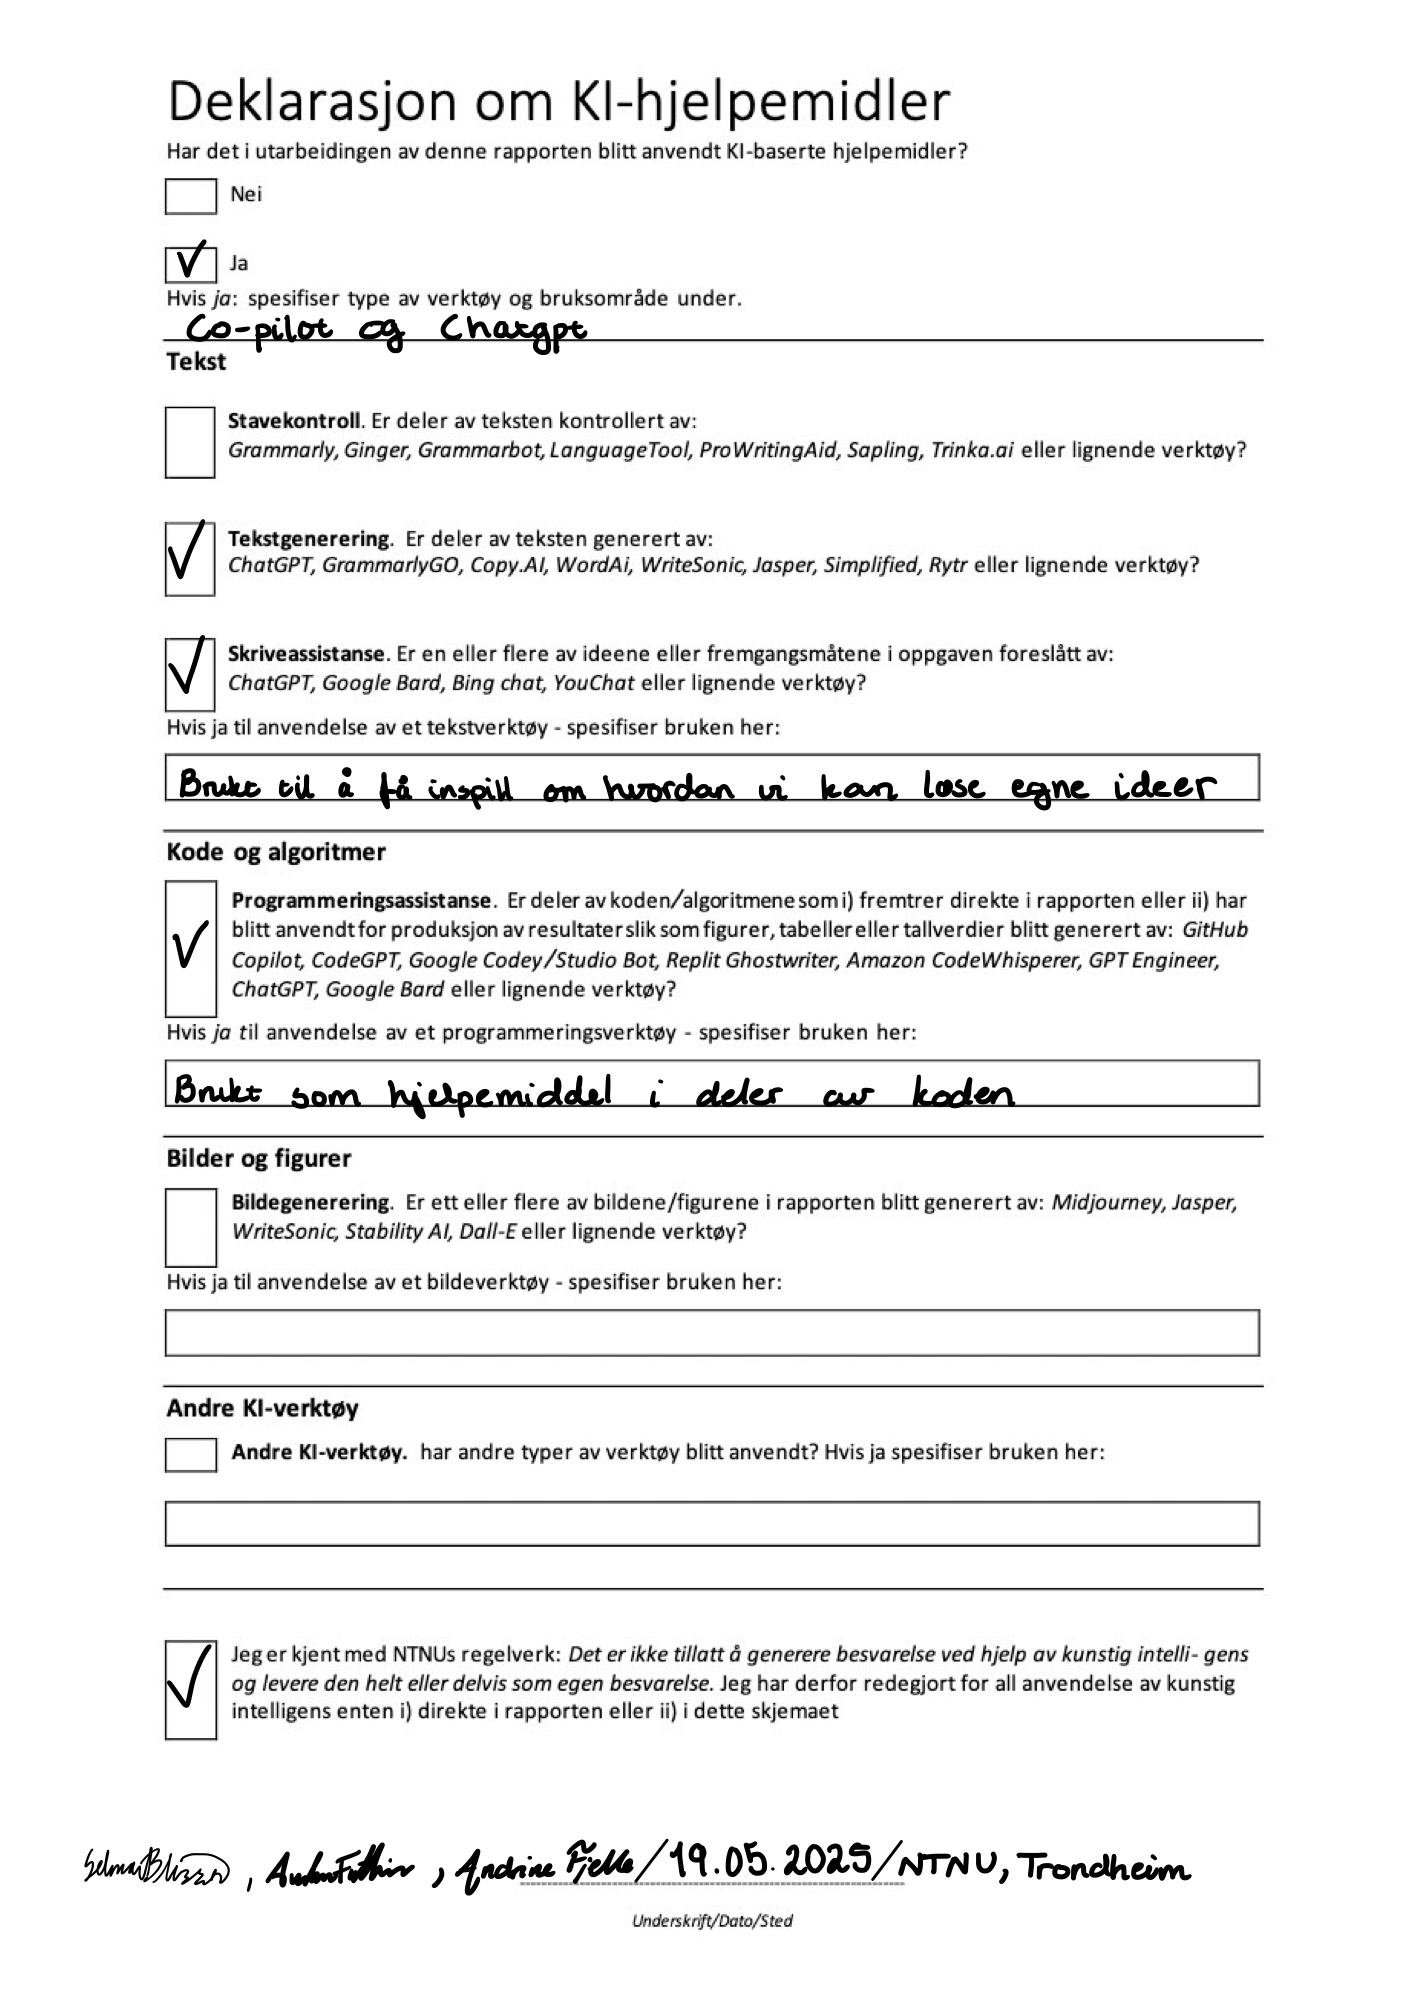 Deklarasjon om KI-hjelpemidler
Har det i utarbeidingen av denne rapporten blitt anvendt KI-baserte hjelpemidler?
Nei
Ja
Hvis ja: spesifiser type av verktøy og bruksområde under.
Co-pilot og Chatgpt
Tekst
Stavekontroll. Er deler av teksten kontrollert av:
Grammarly, Ginger, Grammarbot, LanguageTool, ProWritingAid, Sapling, Trinka.ai eller lignende verktøy?
Tekstgenerering. Er deler av teksten generert av:
ChatGPT, GrammarlyGO, Copy.AI, WordAi, WriteSonic, Jasper, Simplified, Rytr eller lignende verktøy?
Skriveassistanse. Er en eller flere av ideene eller fremgangsmåtene i oppgaven foreslått av:
ChatGPT, Google Bard, Bing chat, YouChat eller lignende verktøy?
Hvis ja til anvendelse av et tekstverktøy - spesifiser bruken her:
Brukt til å få inspill om hvordan vi kan løse egne ideer
Kode og algoritmer
Programmeringsassistanse. Er deler av koden/algoritmene som i) fremtrer direkte i rapporten eller ii) har
blitt anvendt for produksjon av resultater slik som figurer, tabeller eller tallverdier blitt generert av: GitHub
Copilot, CodeGPT, Google Codey/Studio Bot, Replit Ghostwriter, Amazon CodeWhisperer, GPT Engineer,
ChatGPT, Google Bard eller lignende verktøy?
Hvis ja til anvendelse av et programmeringsverktøy - spesifiser bruken her:
Brukt som hjelpemiddel i deler av koden
Bilder og figurer
Bildegenerering. Er ett eller flere av bildene/figurene i rapporten blitt generert av: Midjourney, Jasper,
WriteSonic, Stability AI, Dall-E eller lignende verktøy?
Hvis ja til anvendelse av et bildeverktøy - spesifiser bruken her:
Andre KI-verktøy
Andre KI-verktøy. har andre typer av verktøy blitt anvendt? Hvis ja spesifiser bruken her:
Jeg er kjent med NTNUs regelverk: Det er ikke tillatt å generere besvarelse ved hjelp av kunstig intelli- gens
og levere den helt eller delvis som egen besvarelse. Jeg har derfor redegjort for all anvendelse av kunstig
intelligens enten i) direkte i rapporten eller ii) i dette skjemaet
, , Andrine /19.05.2025/NTNU, Trondheim
Underskrift/Dato/Sted